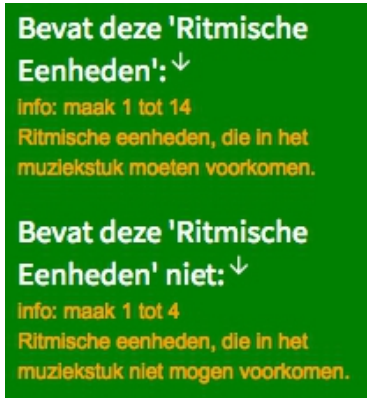 Bevat deze 'Ritmische
Eenheden':↓
info: maak 1 tot 14
Ritmische eenheden, die in het
muziekstuk moeten voorkomen.
Bevat deze 'Ritmische
Eenheden' niet:↓
info: maak 1 tot 4
Ritmische eenheden, die in het
muziekstuk niet mogen voorkomen.